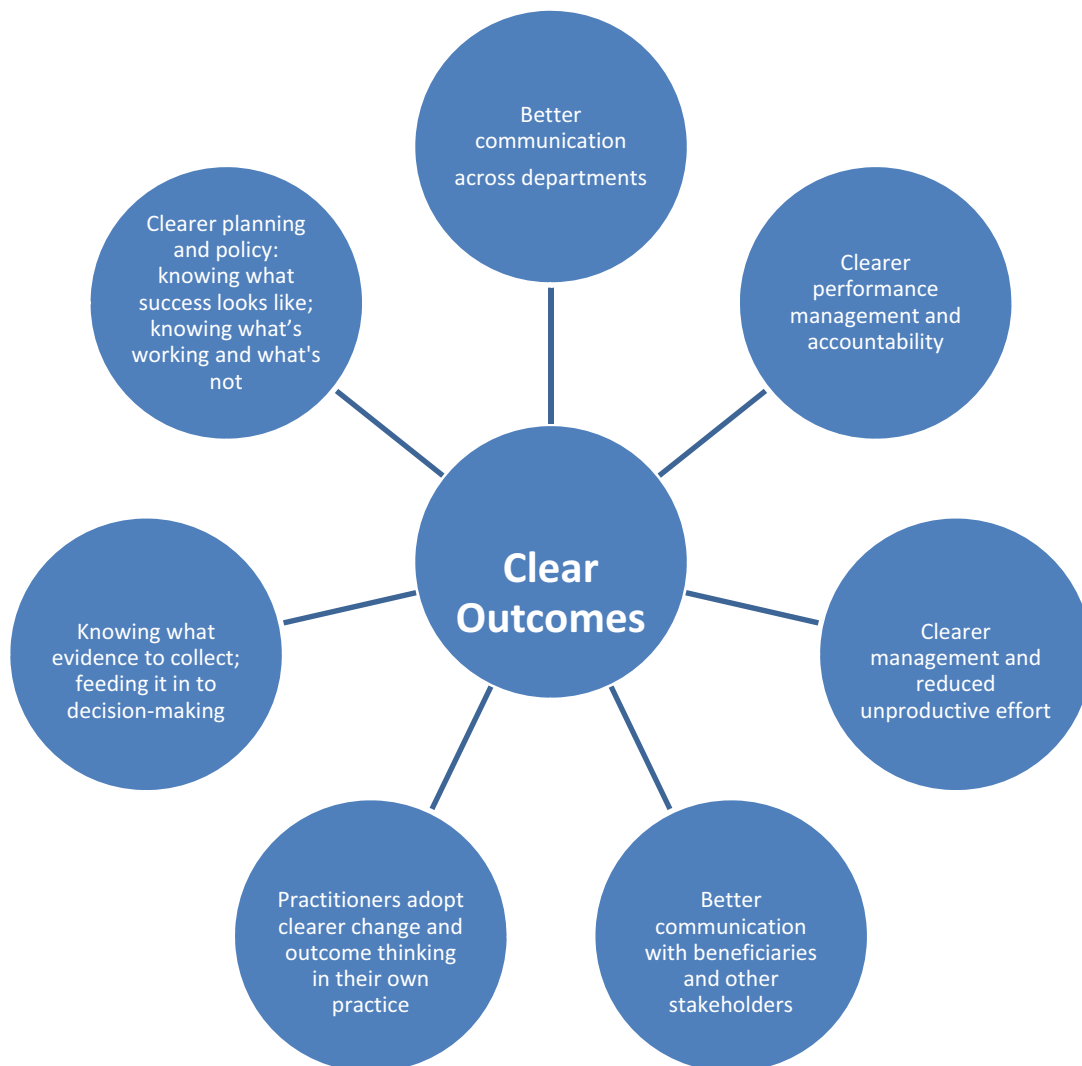 Better
communication
across departments
Clearer
performance
management and
accountability
Clearer
management and
reduced
unproductive effort
Better
communication
with beneficiaries
and other
stakeholders
Practitioners adopt
clearer change and
outcome thinking
in their own
practice
Knowing what
evidence to collect;
feeding it in to
decision-making
Clearer planning
and policy:
knowing what
success looks like;
knowing what’s
working and what's
not
Clear
Outcomes